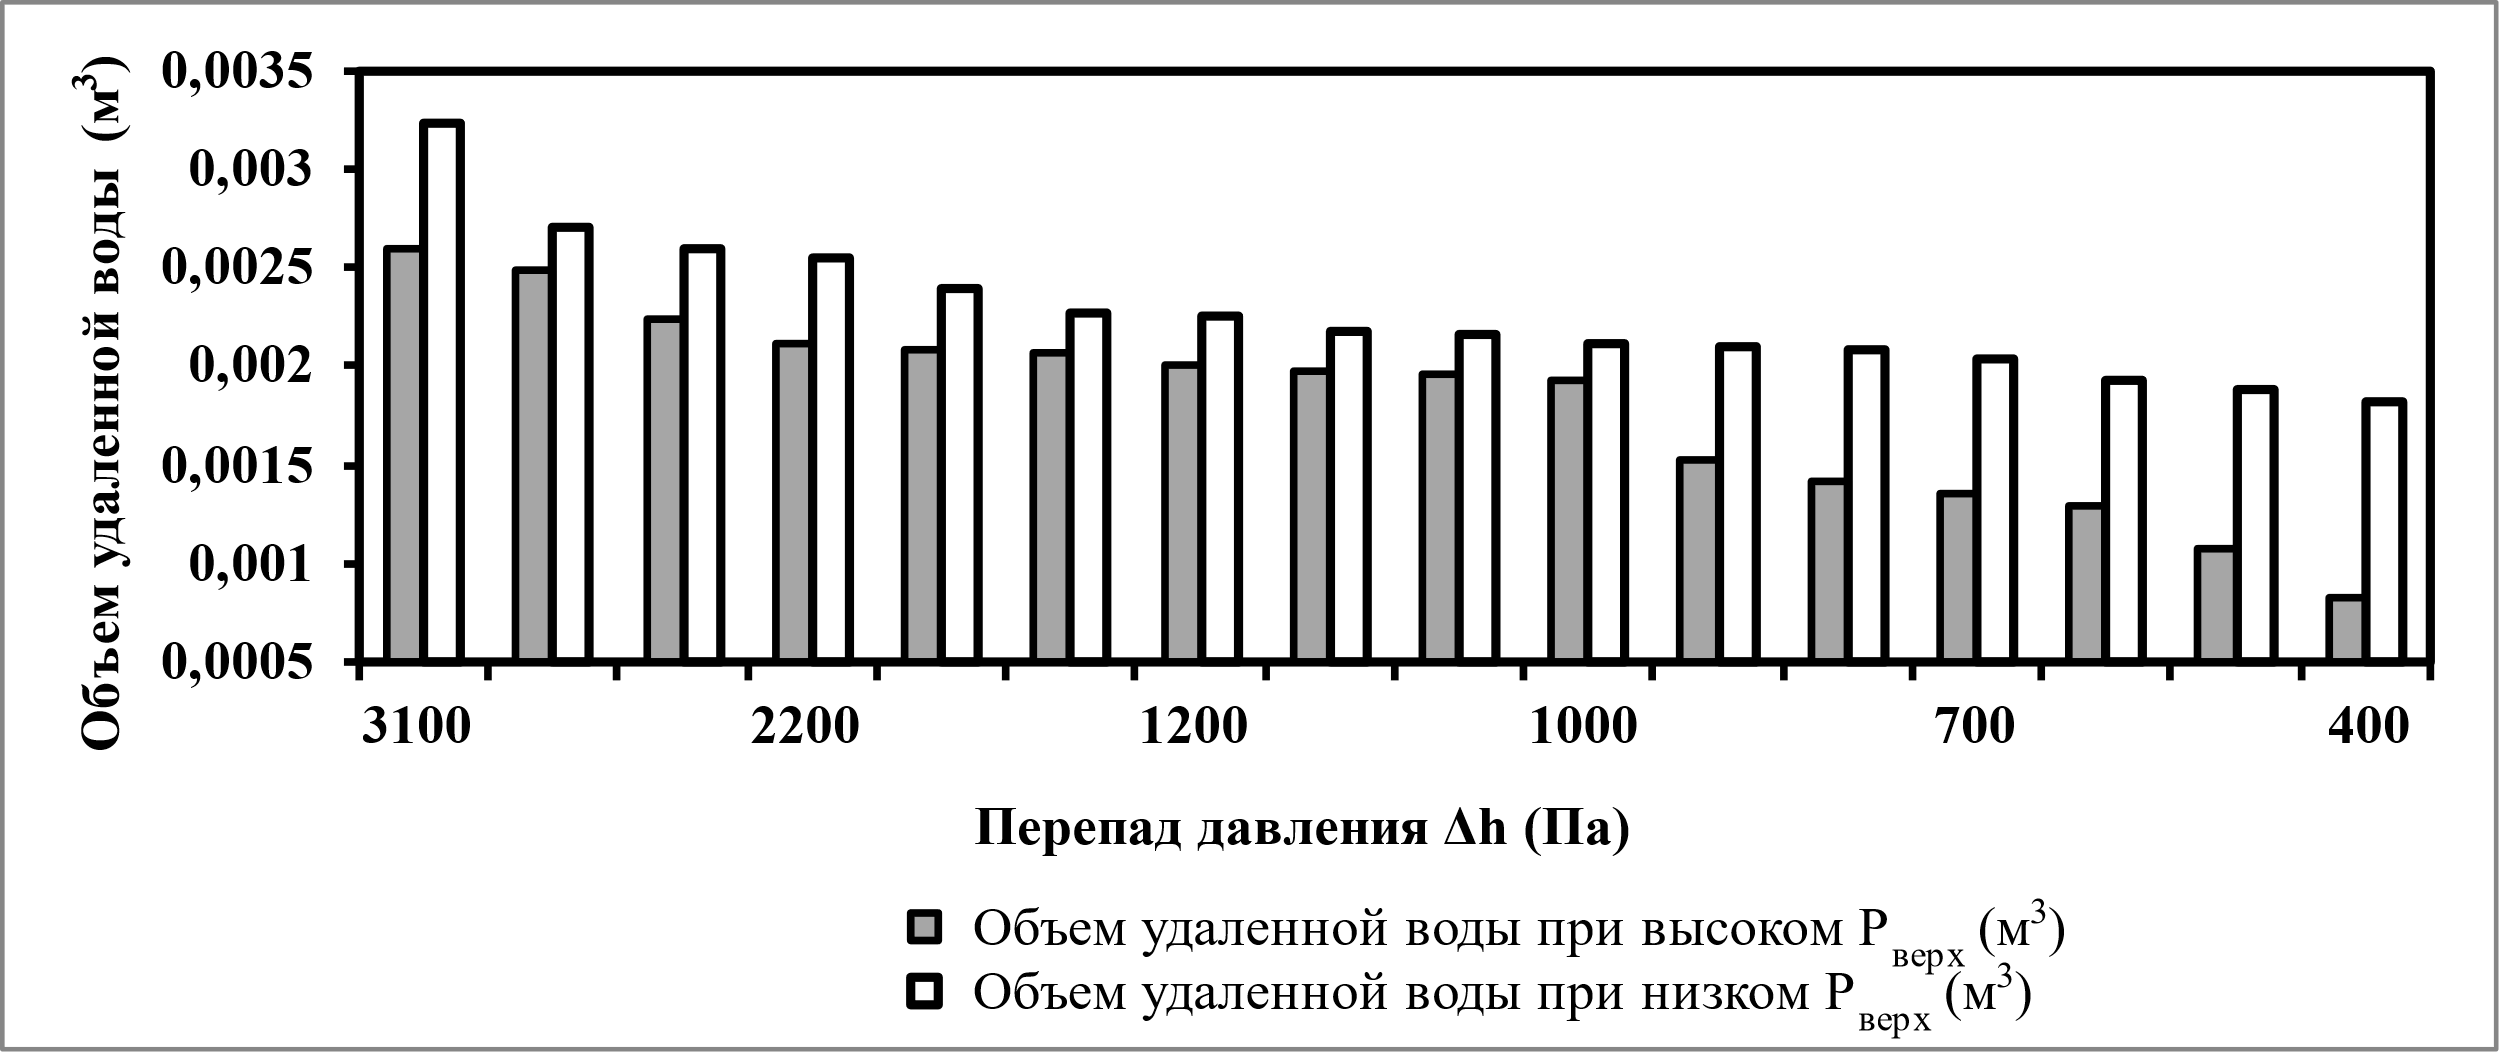 Объем удаленной воды (м³)
0,0035
0,003
0,0025
0,002
0,0015
0,001
0,0005
3100 2200 1200 1000 700 400
Перепад давления Δh (Па)
Объем удаленной воды при высоком Рверх (м³)
Объем удаленной воды при низком Рверх (м³)